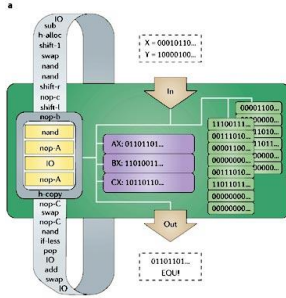 a
IO
sub
h-alloc
shift-1
swap
nand
nand
shift-r
nop-c
shift-l
nop-b
nand
nop-A
IO
nop-A
h-copy
nop-C
swap
nop-C
nand
if-less
pop
IO
add
swap
IO
X = 00010110...
Y = 10000100...
In
AX: 01101101...
BX: 11010011...
CX: 10110110...
Out
01101101...
EQU!
11100111...
00111010...
00001100...
00000000...
00111010...
11011011...
00000000...
00000000...
00001100...
00000000...